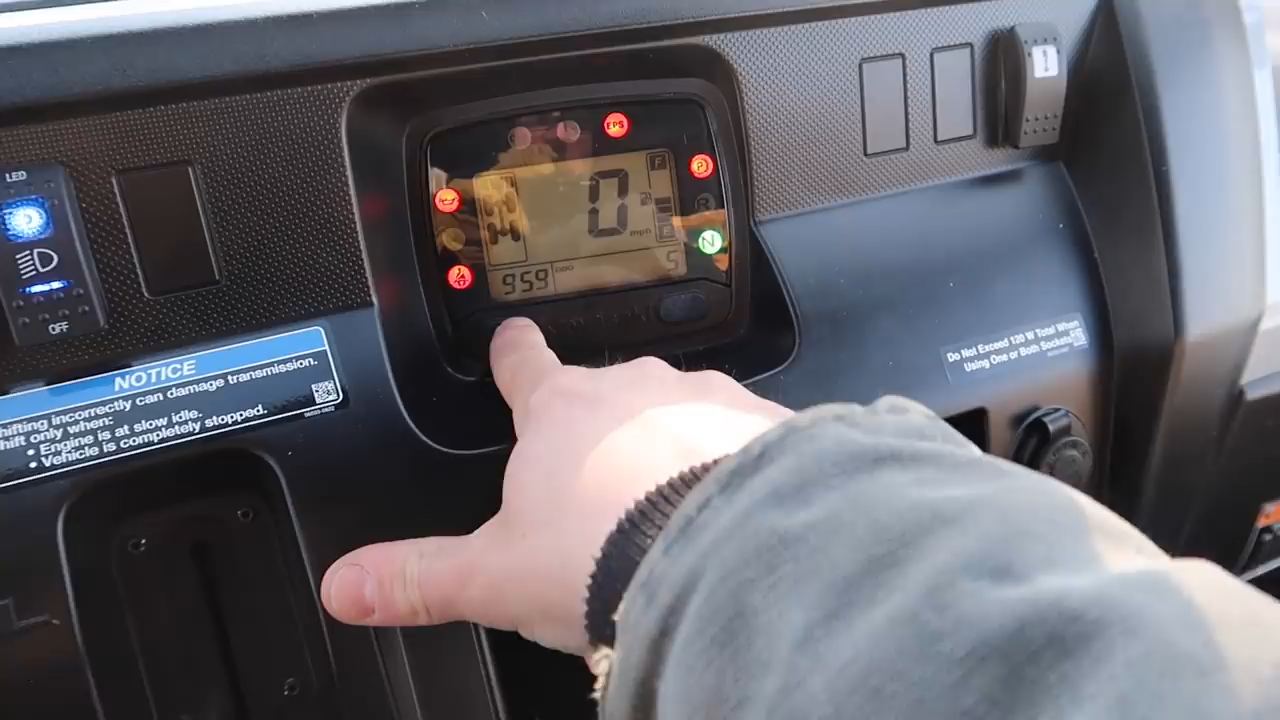 LED
OFF
NOTICE
hifting incorrectly can damage transmission.
hift only when:
• Engine is at slow idle.
• Vehicle is completely stopped.
EPS
P
R
N
F
0
mph
E
959
ODO
5
Do Not Exceed 120 W Total When
Using One or Both Sockets